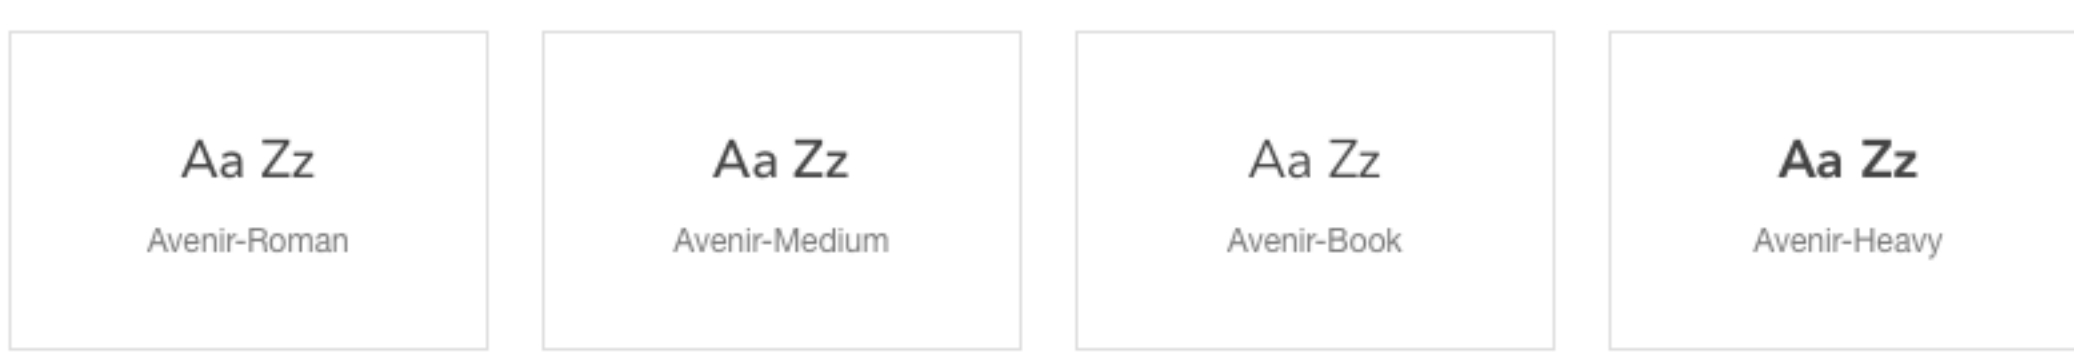 Aa Zz
Avenir-Roman
Aa Zz
Avenir-Medium
Aa Zz
Avenir-Book
Aa Zz
Avenir-Heavy